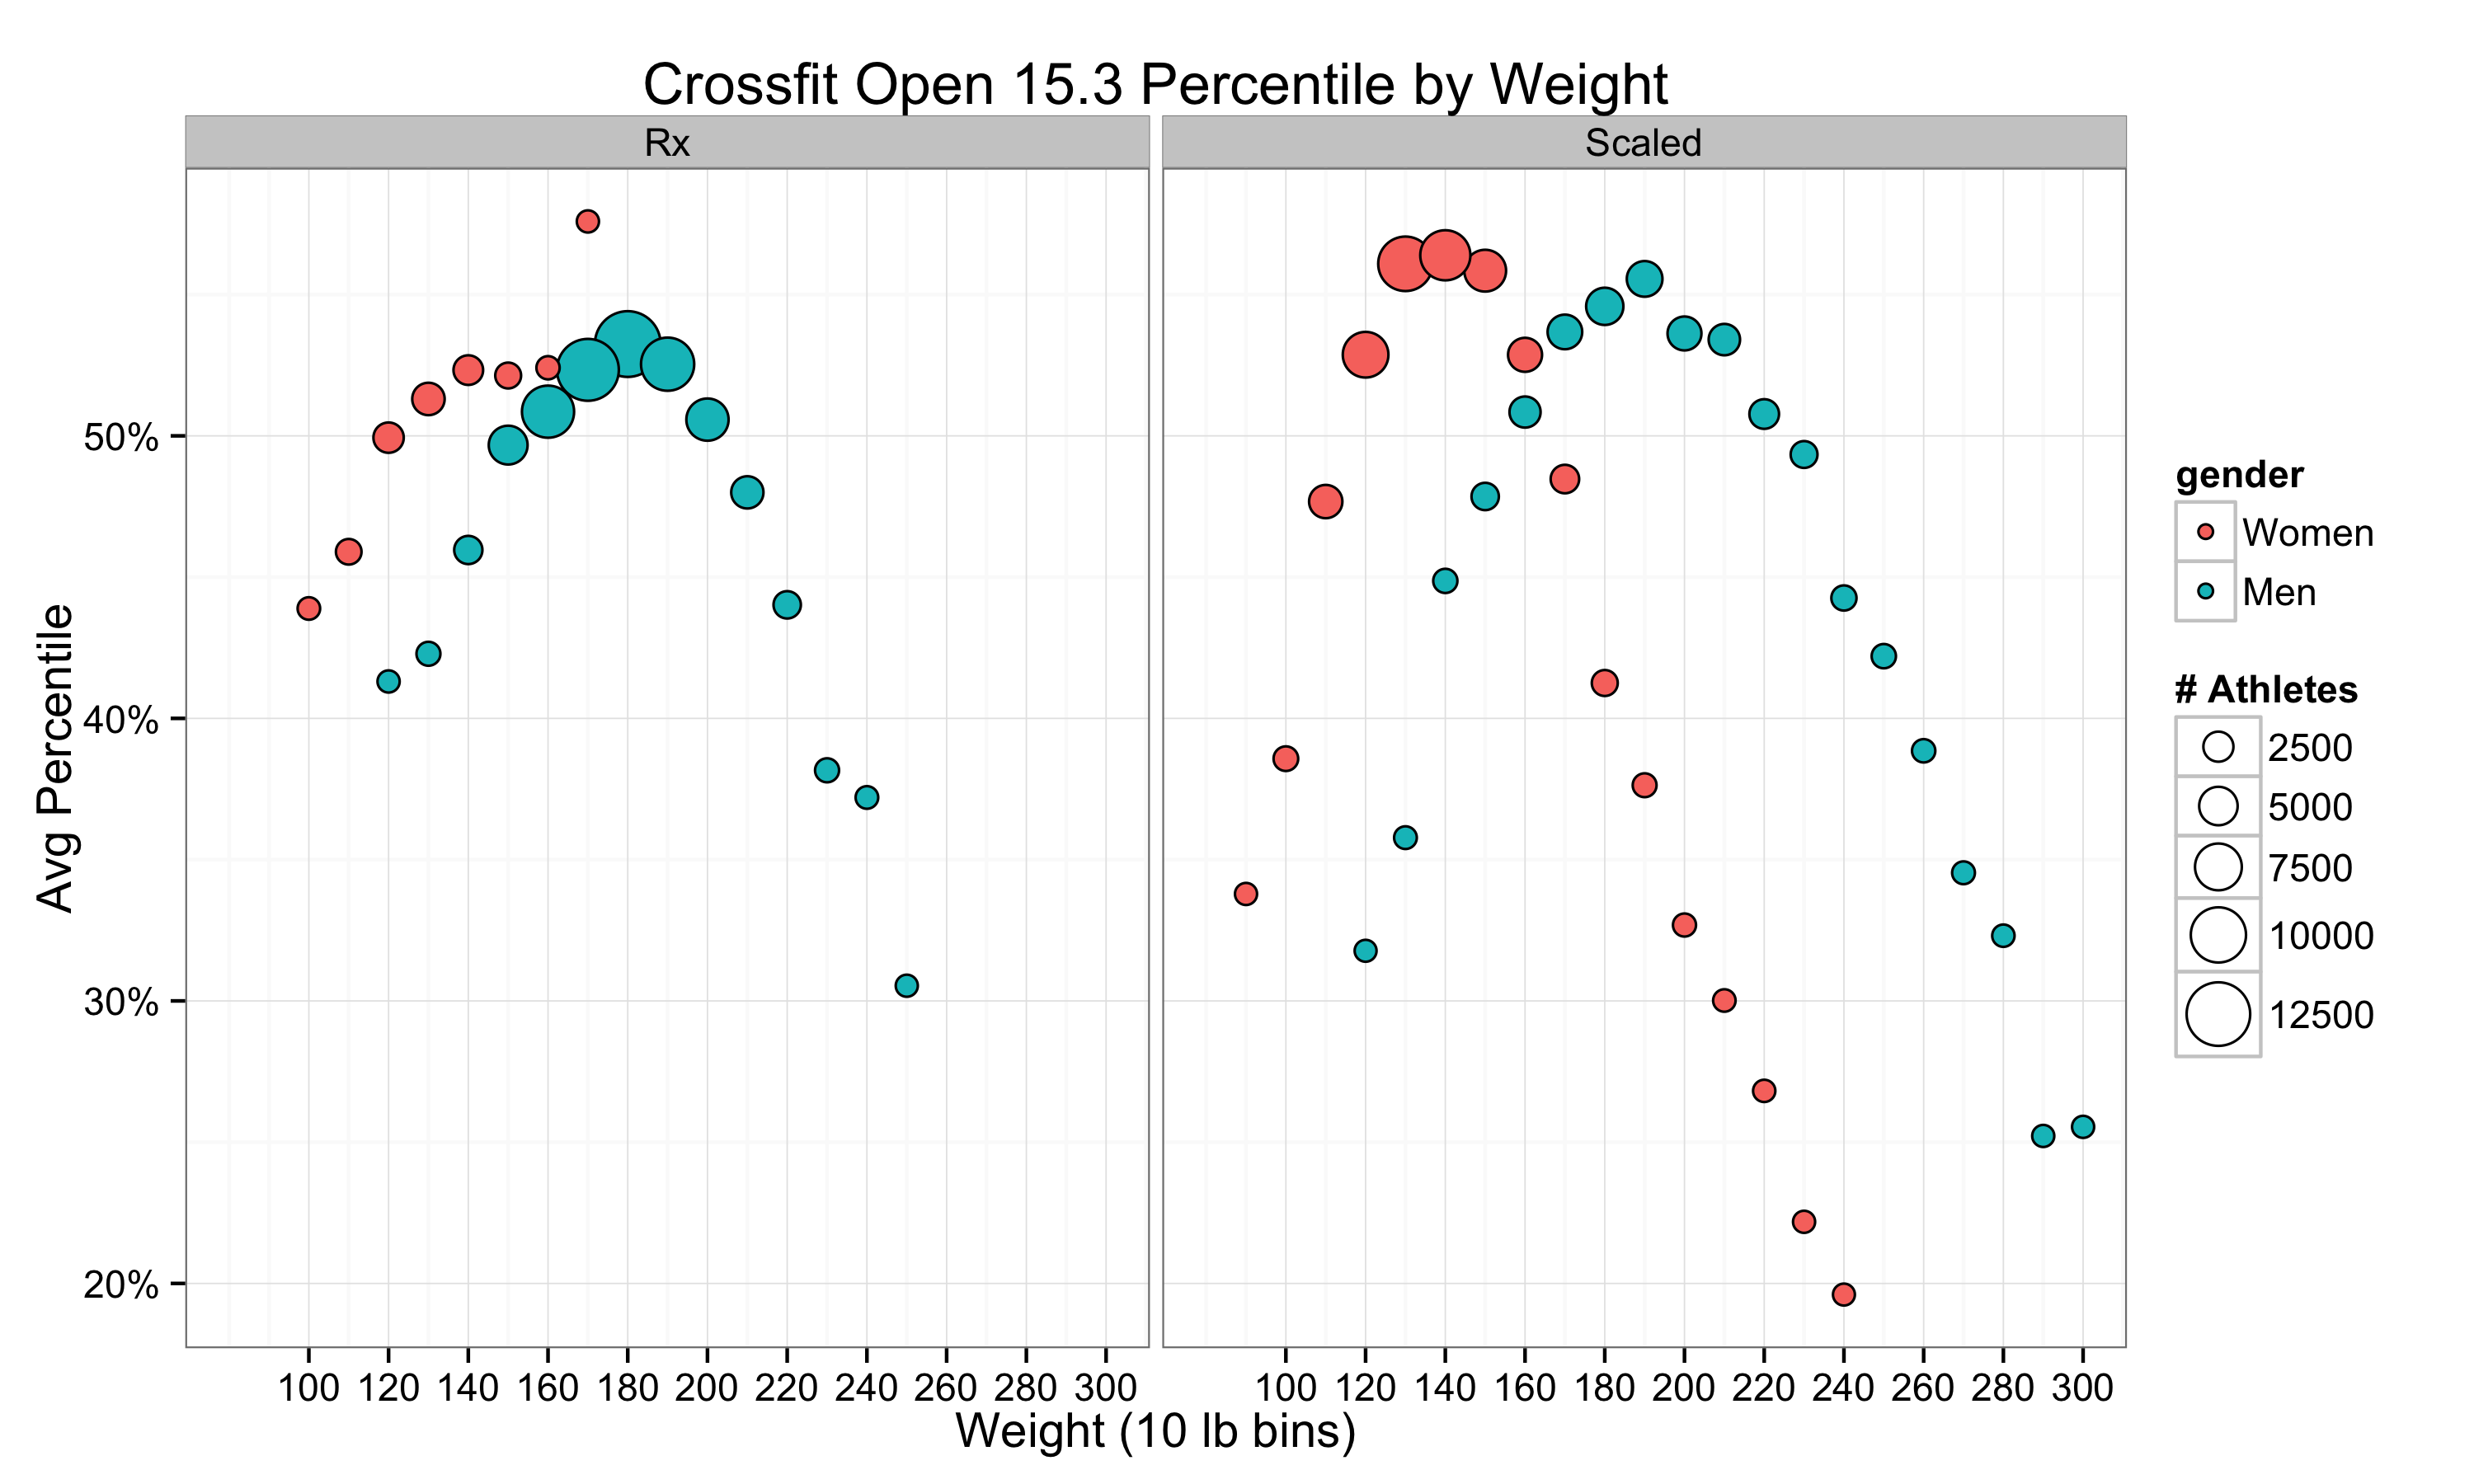 Crossfit Open 15.3 Percentile by Weight
Rx
Scaled
Avg Percentile
50%
40%
30%
20%
100 120 140 160 180 200 220 240 260 280 300
100 120 140 160 180 200 220 240 260 280 300
Weight (10 lb bins)
gender
Women
Men
# Athletes
2500
5000
7500
10000
12500